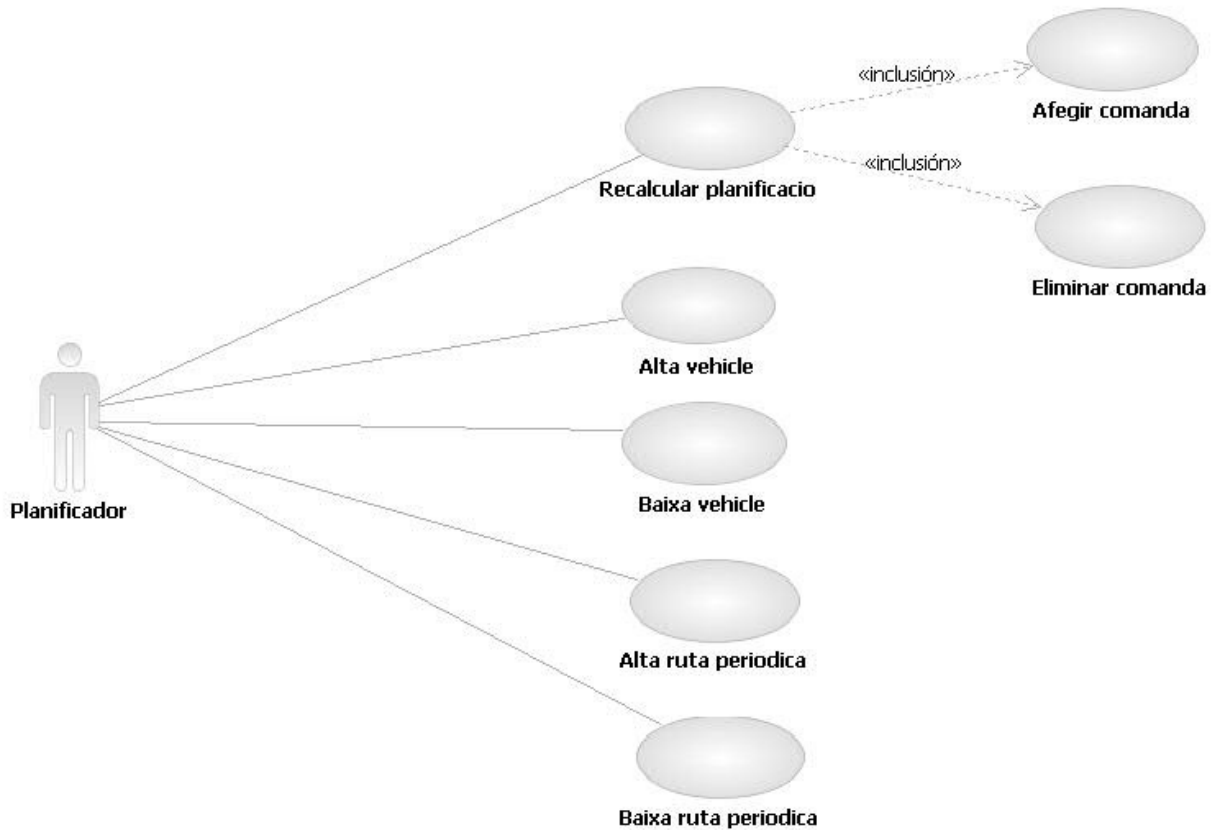 «inclusión»
Afegir comanda
«inclusión»
Recalcular planificacio
Eliminar comanda
Alta vehicle
Planificador
Baixa vehicle
Alta ruta periodica
Baixa ruta periodica